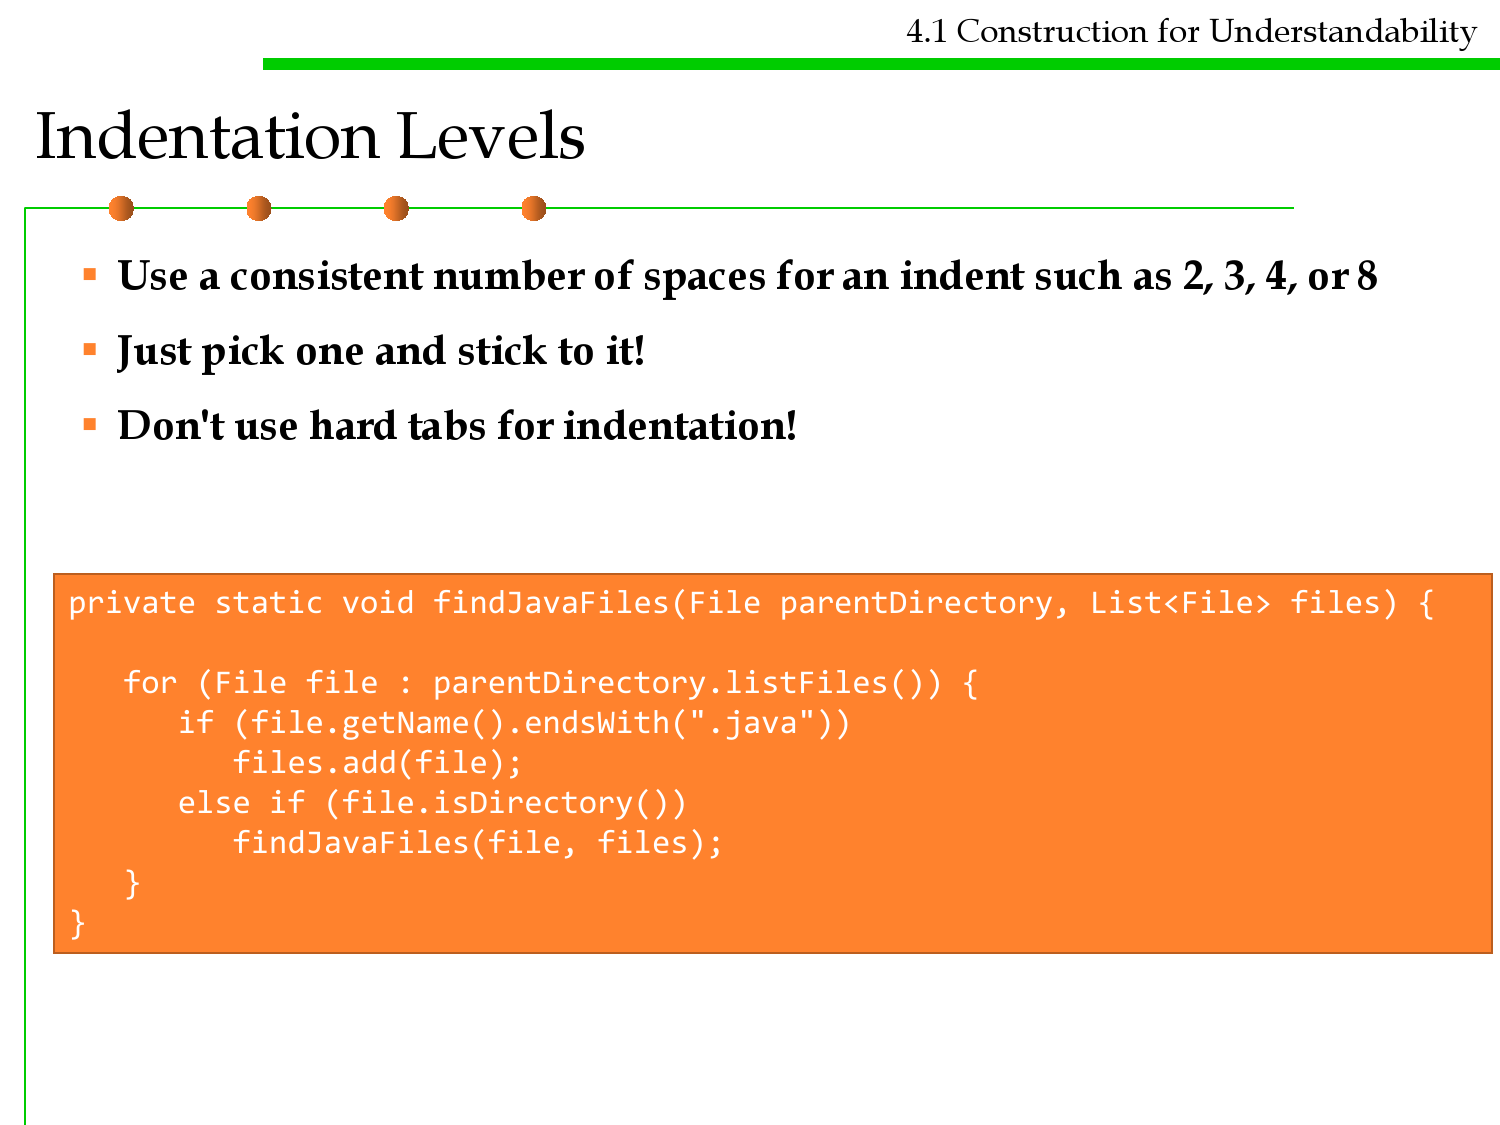 4.1 Construction for Understandability
Indentation Levels
▪ Use a consistent number of spaces for an indent such as 2, 3, 4, or 8
▪ Just pick one and stick to it!
▪ Don't use hard tabs for indentation!
private static void findJavaFiles(File parentDirectory, List<File> files) {

   for (File file : parentDirectory.listFiles()) {
      if (file.getName().endsWith(".java"))
         files.add(file);
      else if (file.isDirectory())
         findJavaFiles(file, files);
   }
}